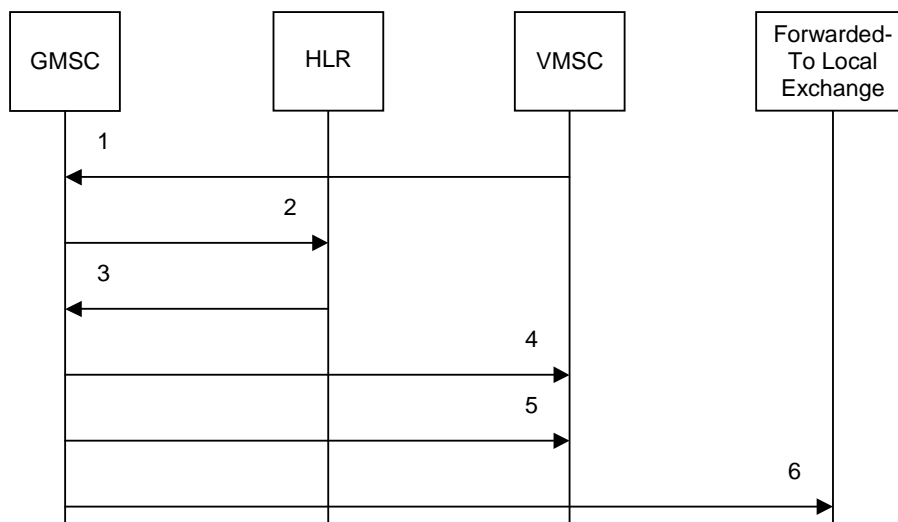 GMSC
HLR
VMSC
Forwarded-
To Local
Exchange
1
2
3
4
5
6